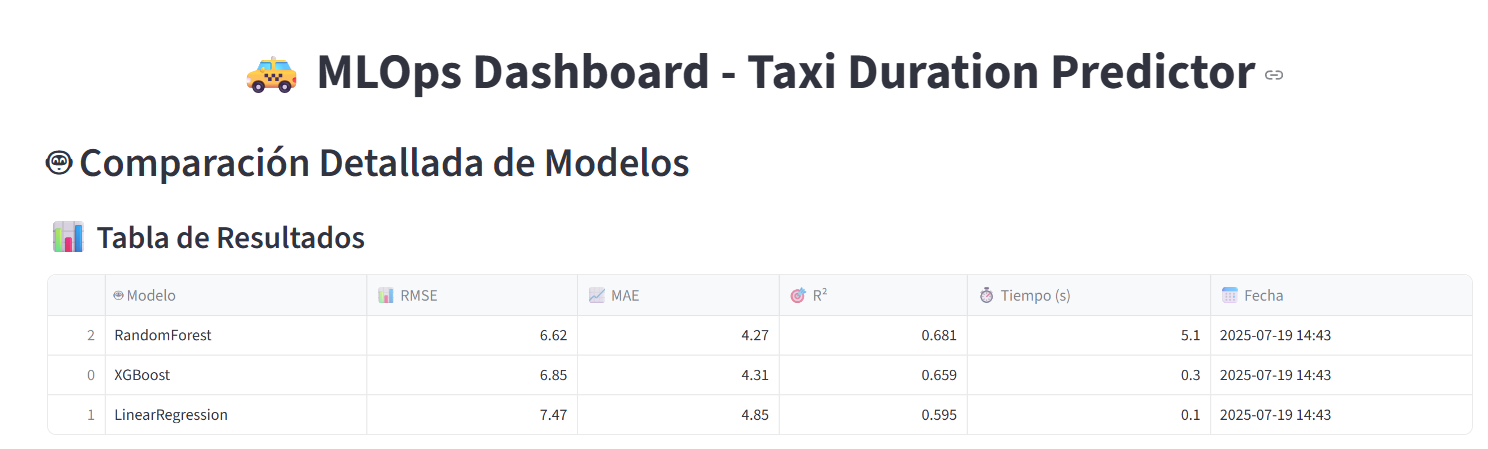 MLOps Dashboard - Taxi Duration Predictor
Comparación Detallada de Modelos
Tabla de Resultados
Modelo RMSE MAE R² Tiempo (s) Fecha
2 RandomForest 6.62 4.27 0.681 5.1 2025-07-19 14:43
0 XGBoost 6.85 4.31 0.659 0.3 2025-07-19 14:43
1 LinearRegression 7.47 4.85 0.595 0.1 2025-07-19 14:43